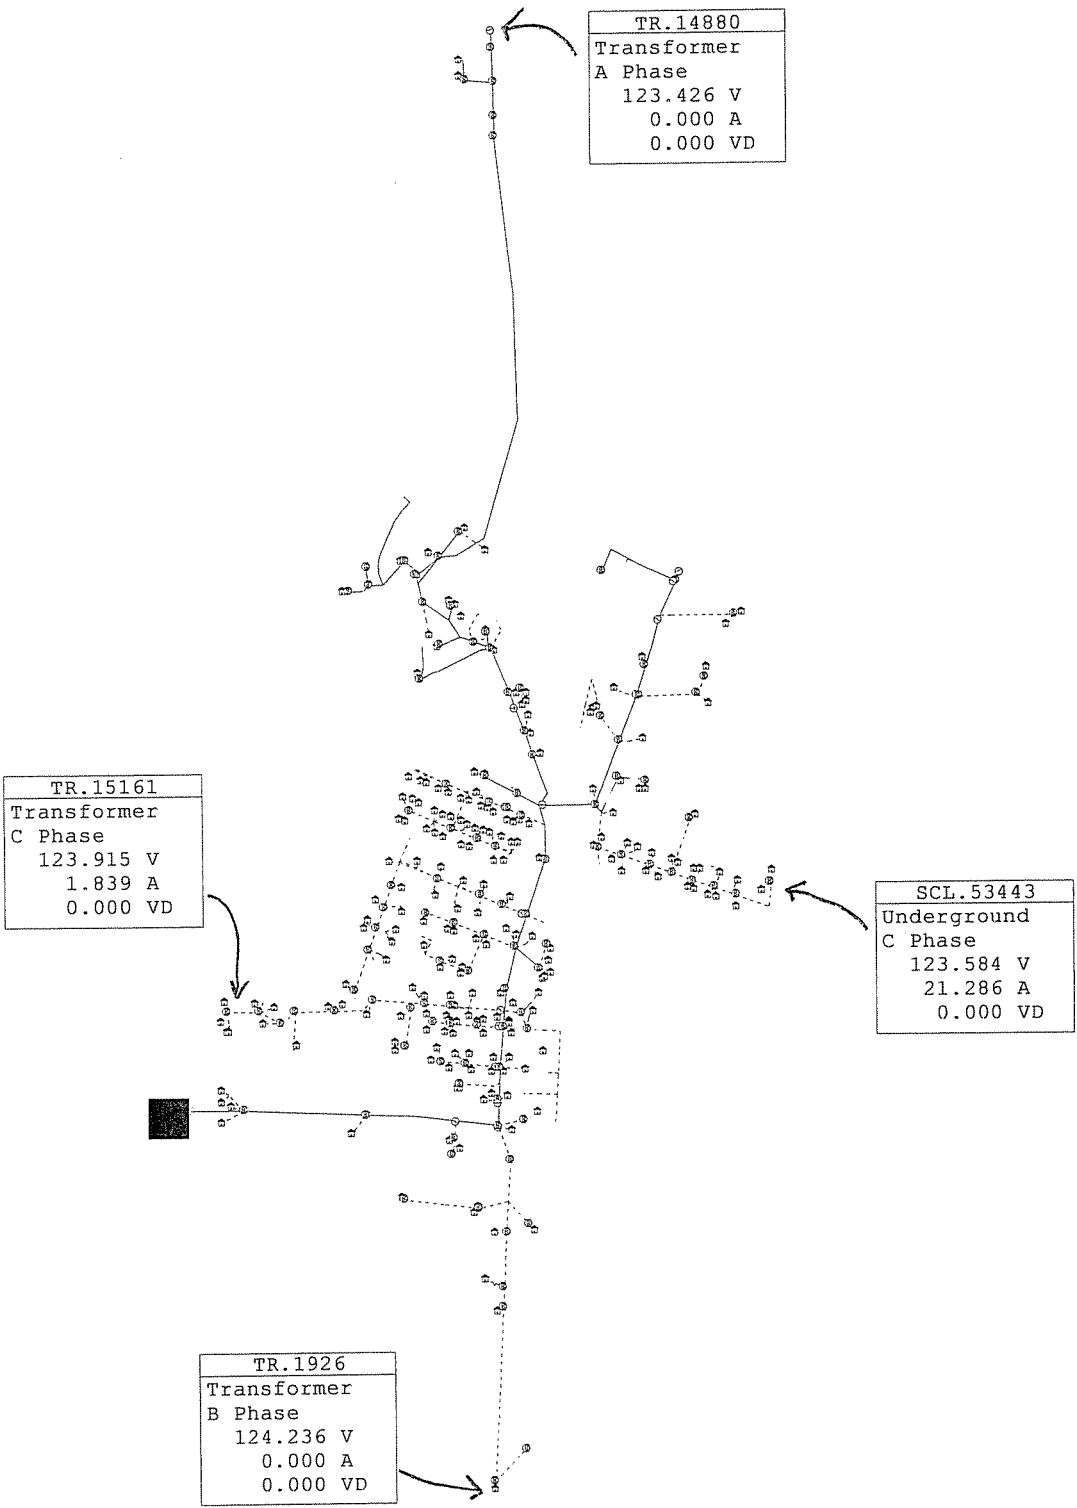 TR.14880
Transformer
A Phase
123.426 V
0.000 A
0.000 VD
TR.15161
Transformer
C Phase
123.915 V
1.839 A
0.000 VD
SCL.53443
Underground
C Phase
123.584 V
21.286 A
0.000 VD
TR.1926
Transformer
B Phase
124.236 V
0.000 A
0.000 VD